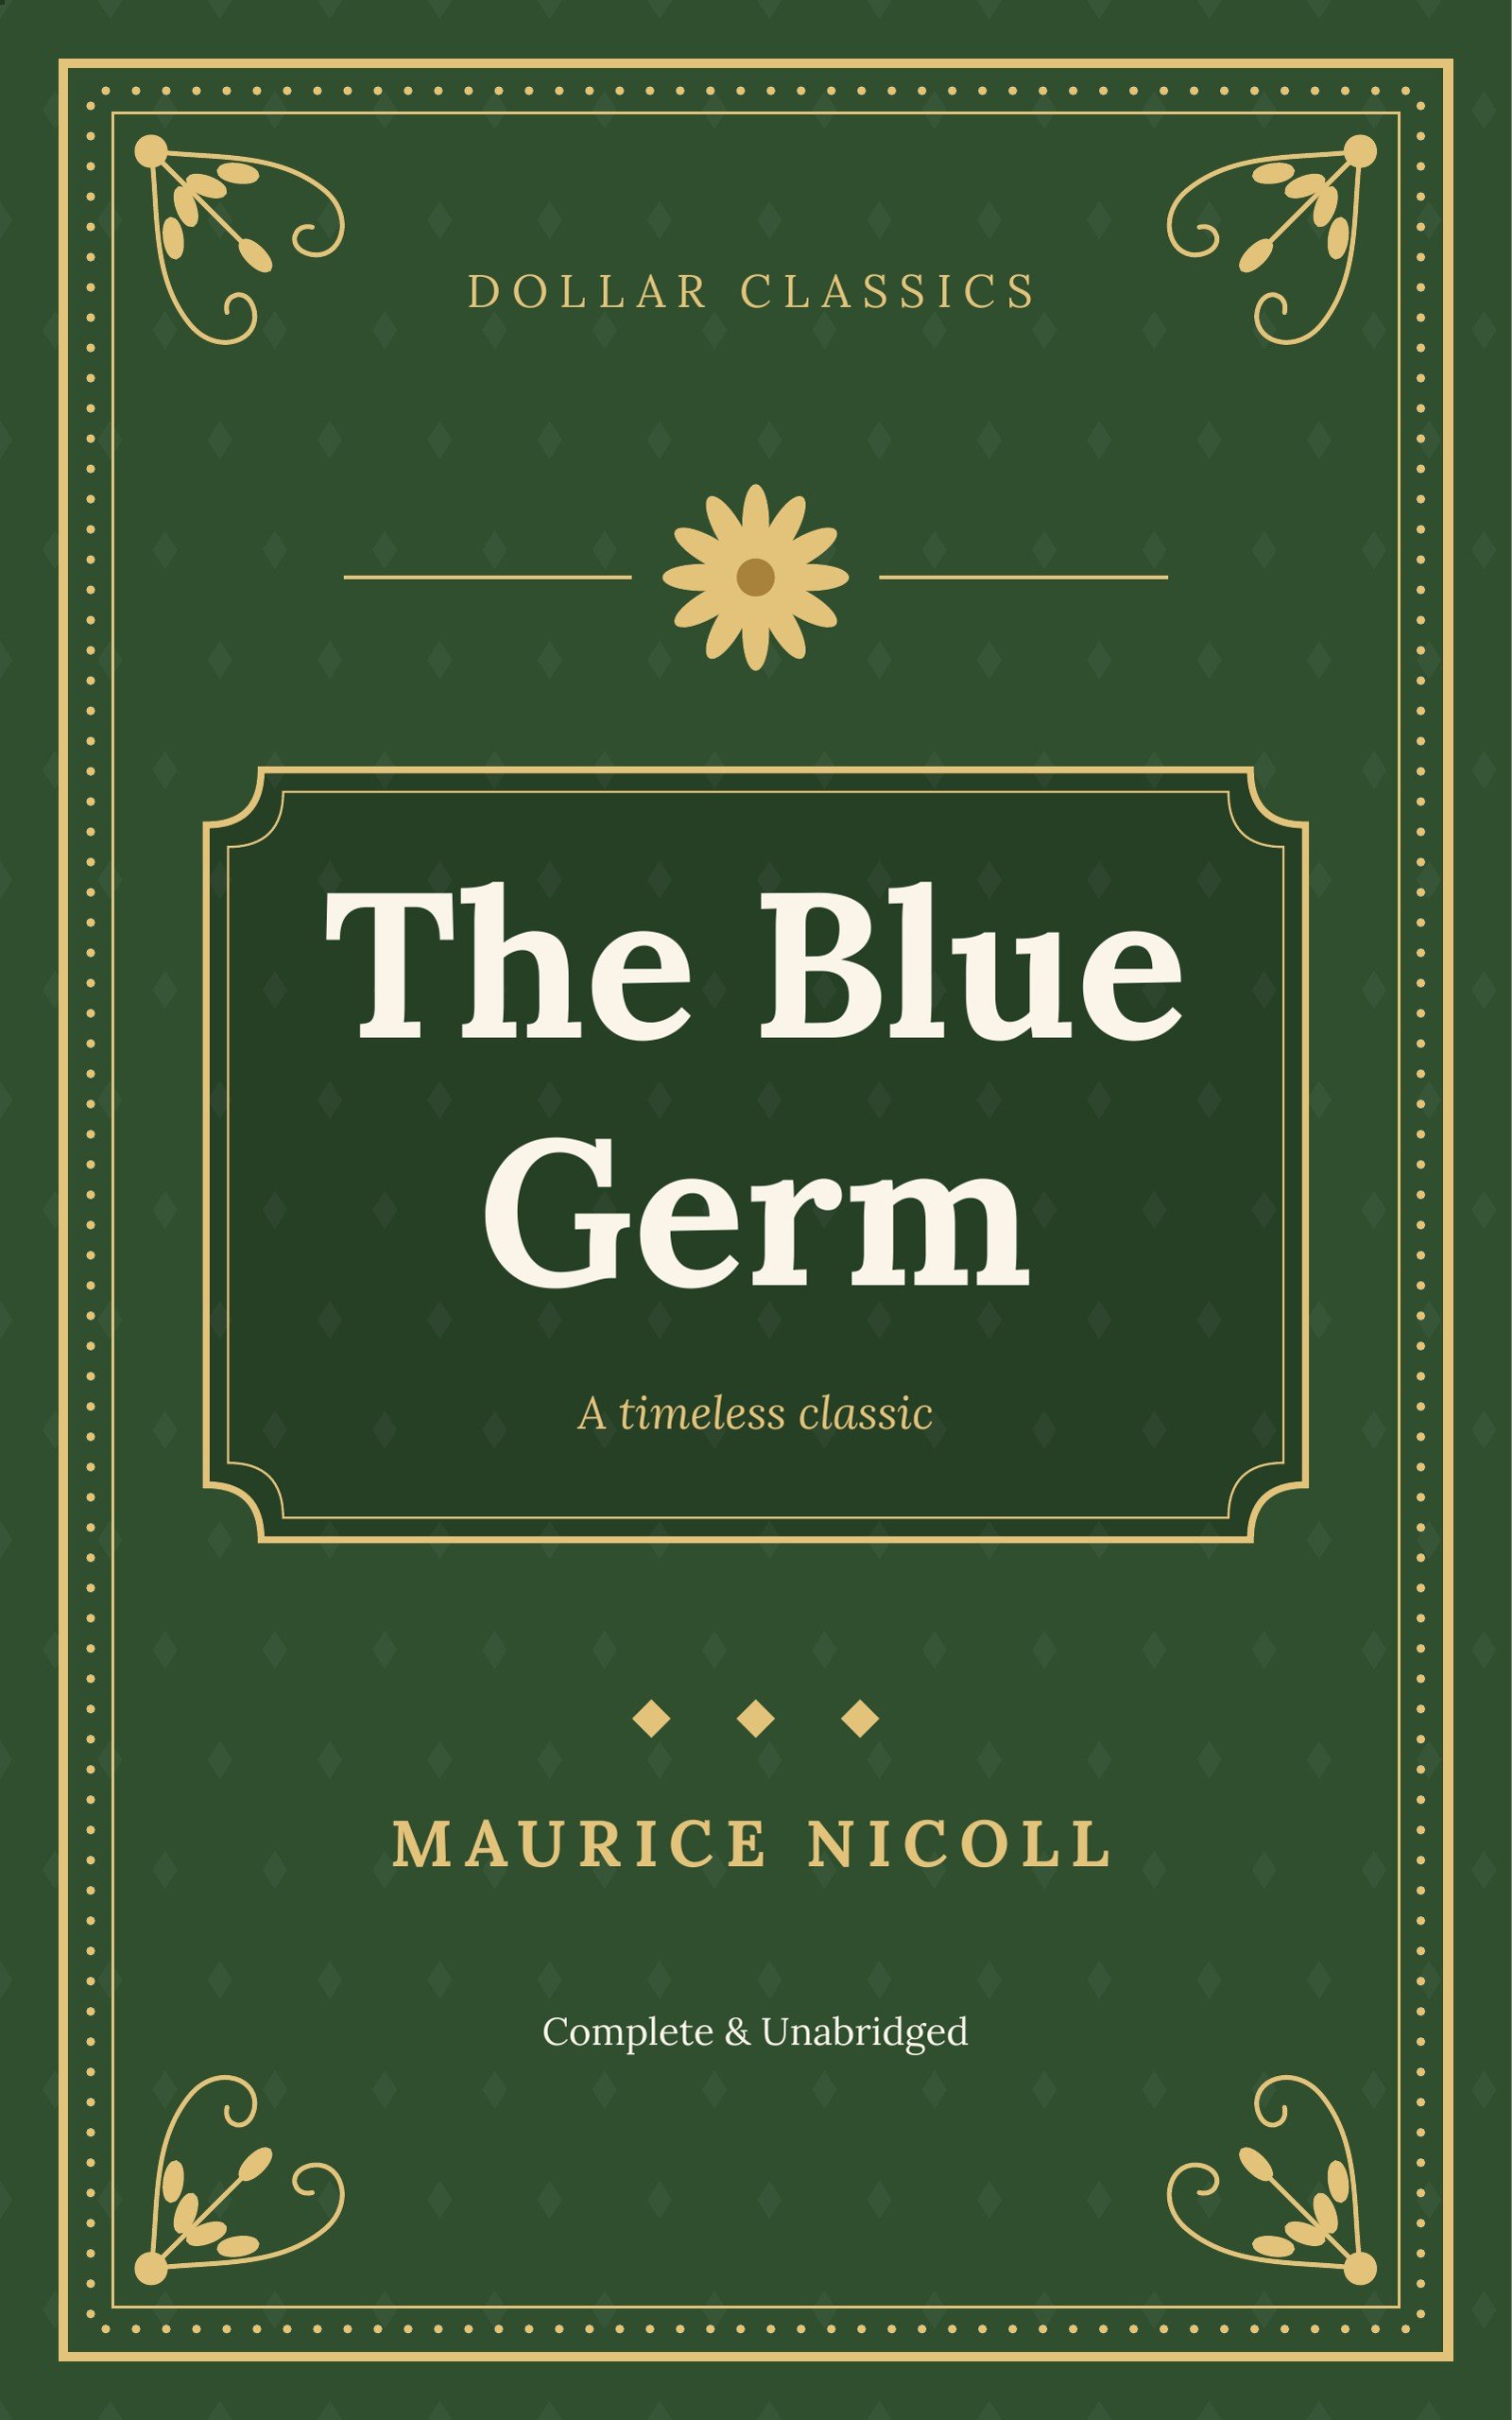 DOLLAR CLASSICS
The Blue
Germ
A timeless classic
MAURICE NICOLL
Complete & Unabridged